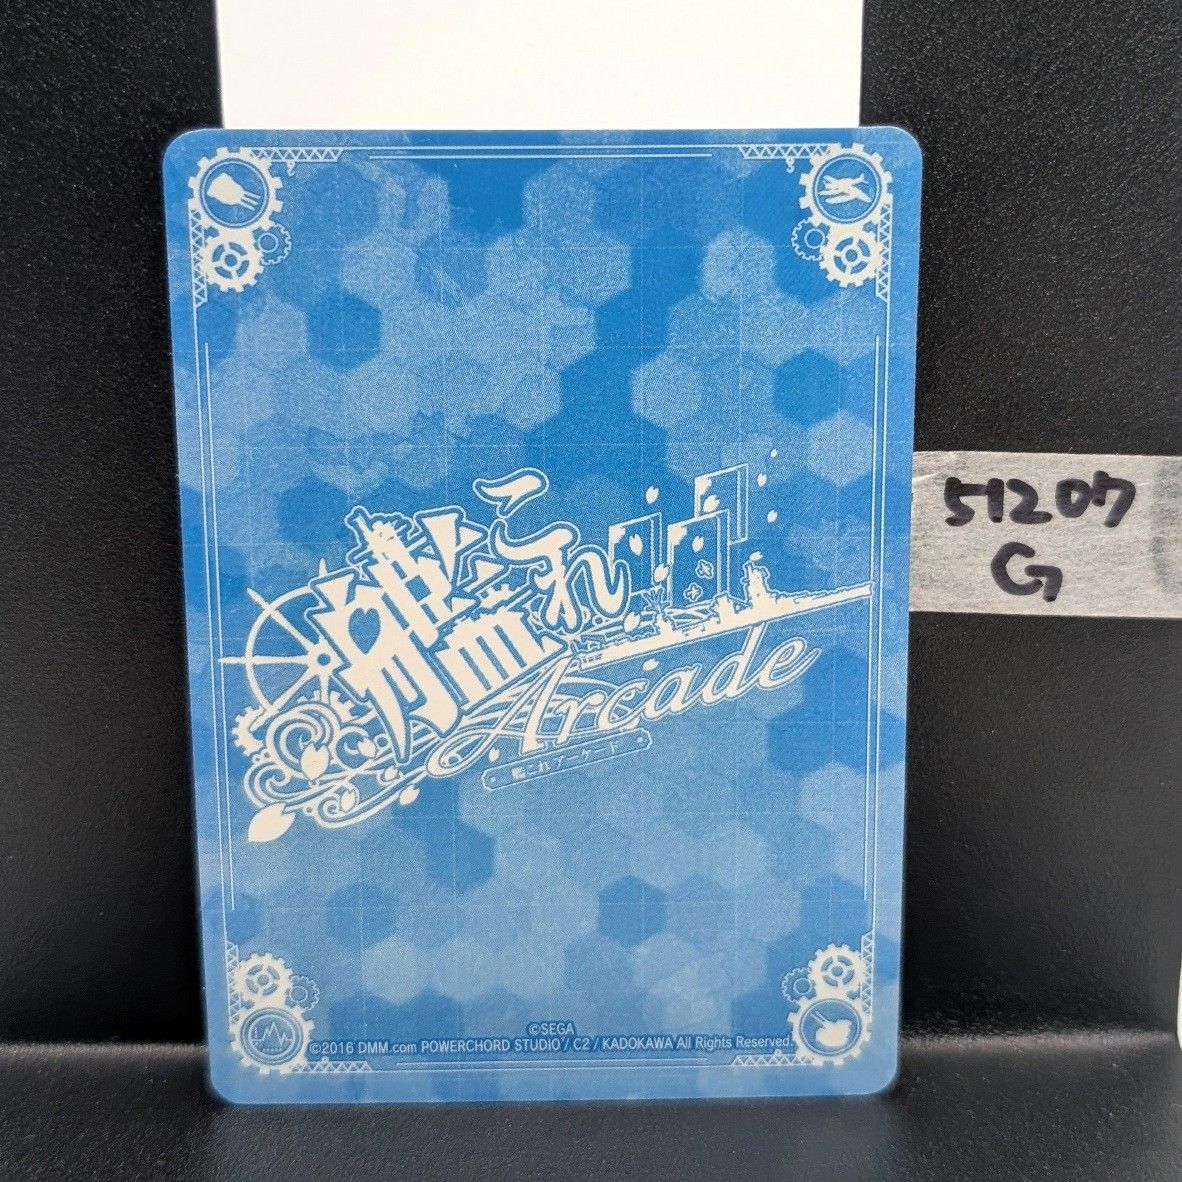 艦これ
Arcade
艦これアーケード
51207
G
©SEGA
©2016 DMM.com POWERCHORD STUDIO / C2 / KADOKAWA All Rights Reserved.